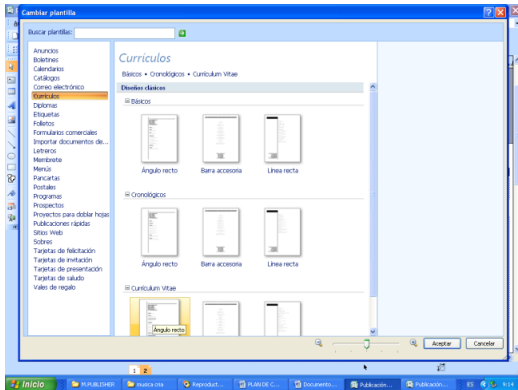 Cambiar plantilla
Buscar plantillas:
Anuncios
Boletines
Calendarios
Catálogos
Correo electrónico
Currículos
Diplomas
Etiquetas
Folletos
Formularios comerciales
Importar documentos de...
Letreros
Membrete
Menús
Pancartas
Postales
Programas
Prospectos
Proyectos para doblar hojas
Publicaciones rápidas
Sitios Web
Sobres
Tarjetas de felicitación
Tarjetas de invitación
Tarjetas de presentación
Tarjetas de saludo
Vales de regalo
Currículos
Básicos • Cronológicos • Currículum Vitae
Diseños clásicos
Básicos
Ángulo recto
Barra accesoria
Línea recta
Cronológicos
Ángulo recto
Barra accesoria
Línea recta
Currículum Vitae
Ángulo recto
Aceptar
Cancelar
1 2
Inicio
M.PUBLISHER
musica cria
Reproduct...
PLAN DE C...
Documento...
Publicación...
Publicación...
ES
9:14